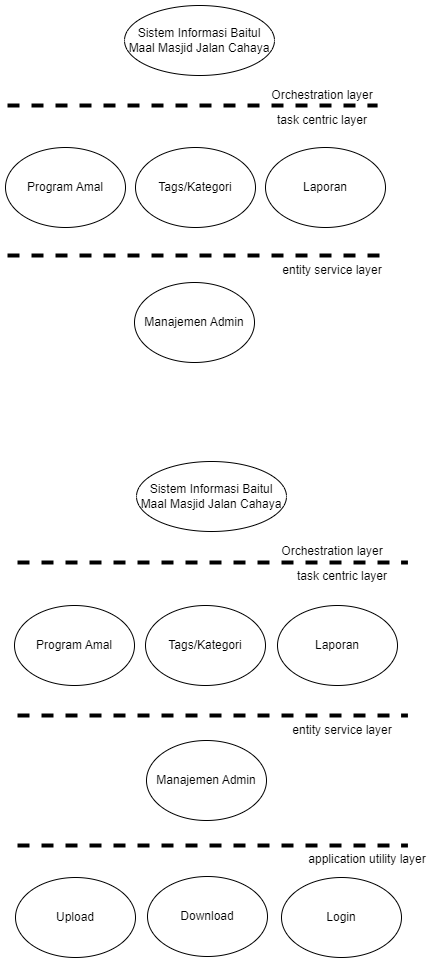 Sistem Informasi Baitul
Maal Masjid Jalan Cahaya
Orchestration layer
task centric layer
Program Amal
Tags/Kategori
Laporan
entity service layer
Manajemen Admin
Sistem Informasi Baitul
Maal Masjid Jalan Cahaya
Orchestration layer
task centric layer
Program Amal
Tags/Kategori
Laporan
entity service layer
Manajemen Admin
application utility layer
Upload
Download
Login